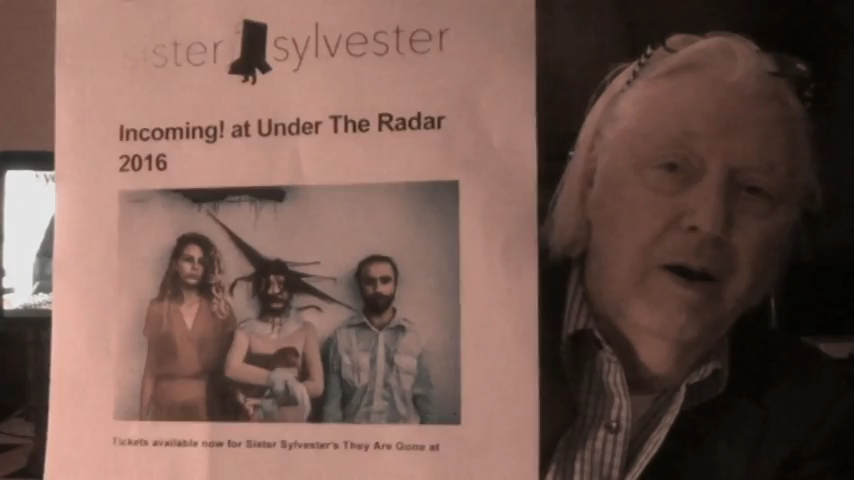 sister sylvester
Incoming! at Under The Radar
2016
Tickets available now for Sister Sylvester's They Are Gone at